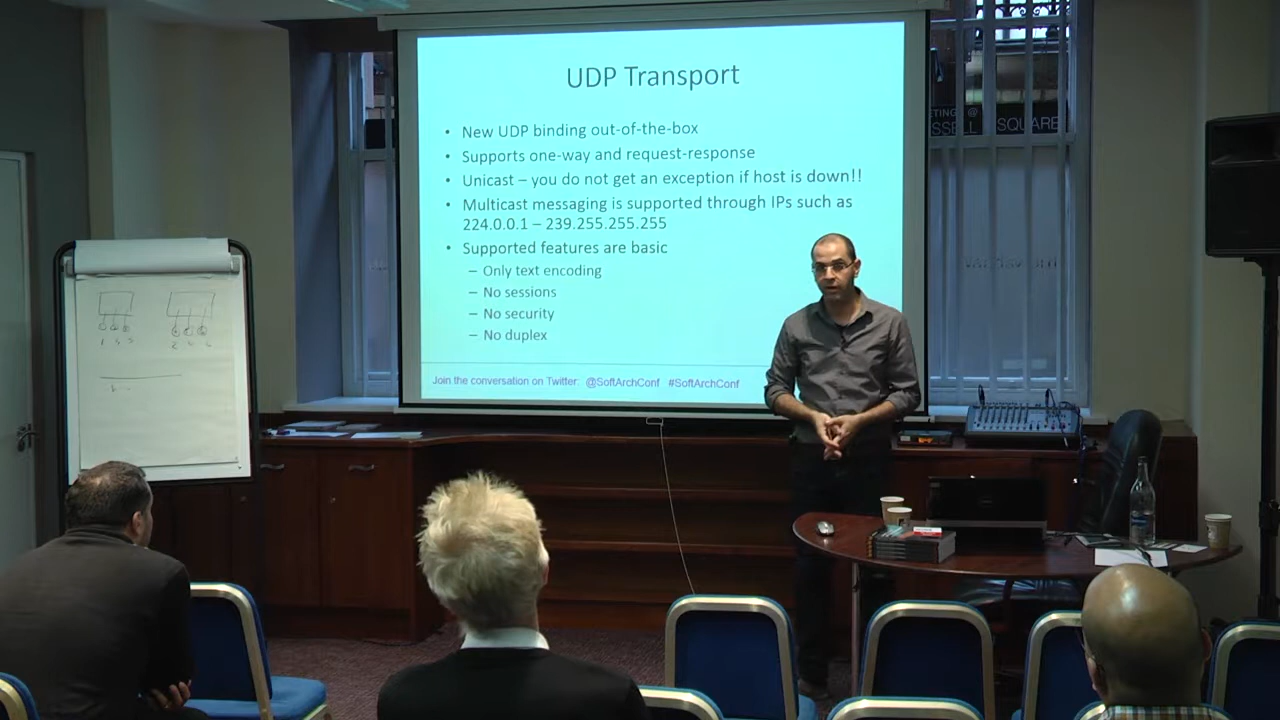 UDP Transport
• New UDP binding out-of-the-box
• Supports one-way and request-response
• Unicast – you do not get an exception if host is down!!
• Multicast messaging is supported through IPs such as
224.0.0.1 – 239.255.255.255
• Supported features are basic
– Only text encoding
– No sessions
– No security
– No duplex
Join the conversation on Twitter: @SoftArchConf #SoftArchConf
SQUARE